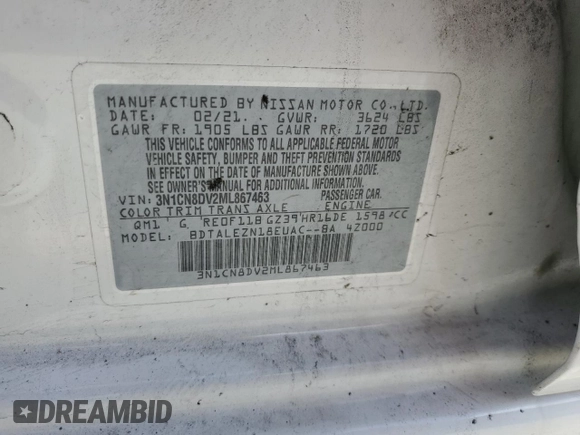 MANUFACTURED BY NISSAN MOTOR CO., LTD.
DATE: 02/21. GVWR: 3624 LBS
GAWR FR: 1905 LBS GAWR RR: 1720 LBS
THIS VEHICLE CONFORMS TO ALL APPLICABLE FEDERAL MOTOR
VEHICLE SAFETY, BUMPER AND THEFT PREVENTION STANDARDS
IN EFFECT ON THE DATE OF MANUFACTURE SHOWN ABOVE.
SEE OWNER'S MANUAL FOR ADDITIONAL INFORMATION.
VIN: 3N1CN8DV2ML867463 PASSENGER CAR
COLOR TRIM TRANS AXLE ENGINE
QM1 G RE0F11B GZ39 HR16DE 1598 CC
BDTALEZN18EUAC--BA 4Z000
3N1CN8DV2ML867463
DREAMBID